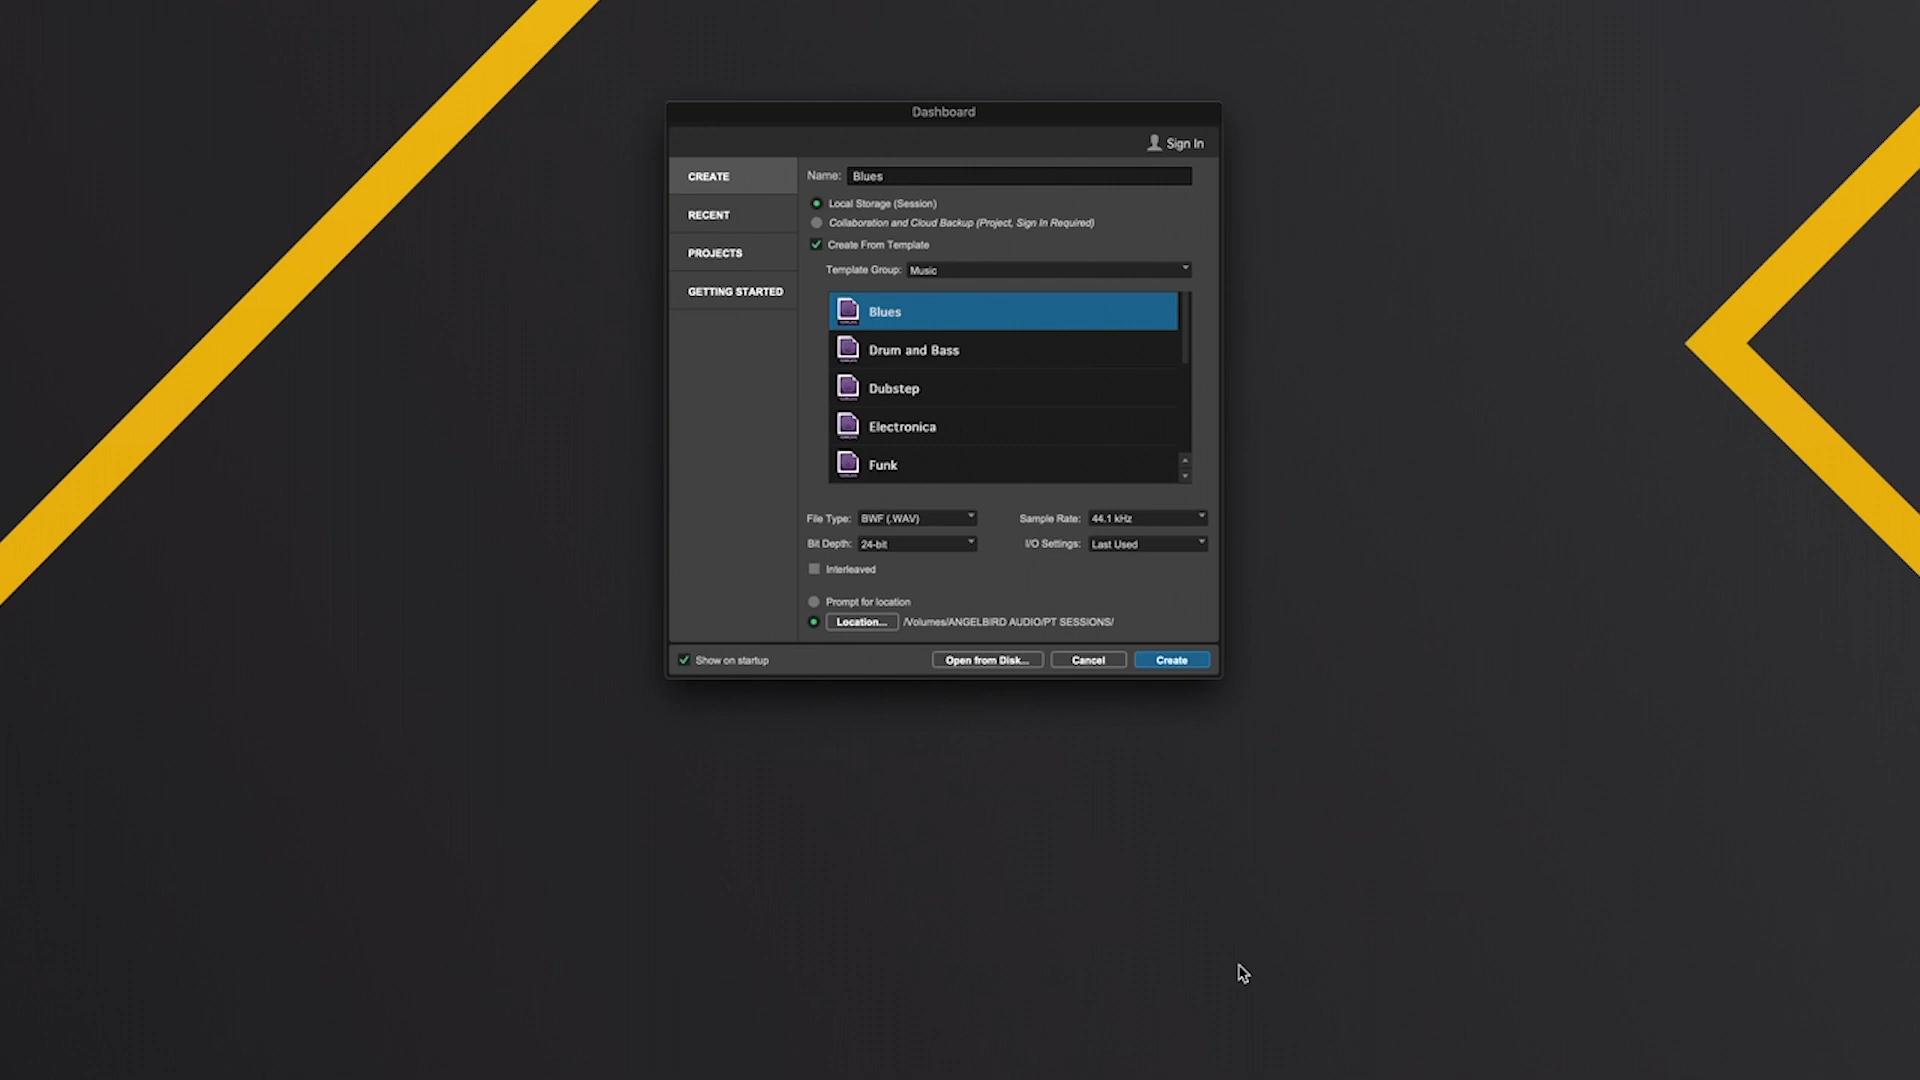 Dashboard
Sign In
CREATE
RECENT
PROJECTS
GETTING STARTED
Name: Blues
Local Storage (Session)
Collaboration and Cloud Backup (Project, Sign In Required)
Create From Template
Template Group: Music
Blues
Drum and Bass
Dubstep
Electronica
Funk
File Type: BWF (.WAV) Sample Rate: 44.1 kHz
Bit Depth: 24-bit I/O Settings: Last Used
Interleaved
Prompt for location
Location... /Volumes/ANGELBIRD AUDIO/PT SESSIONS/
Show on startup Open from Disk... Cancel Create